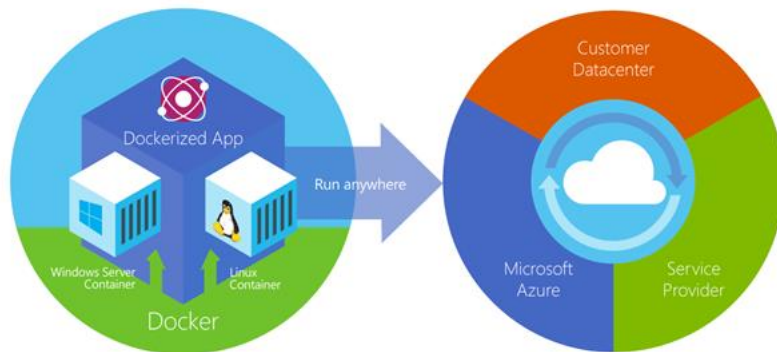 Dockerized App
Windows Server
Container
Linux
Container
Docker
Run anywhere
Customer
Datacenter
Microsoft
Azure
Service
Provider